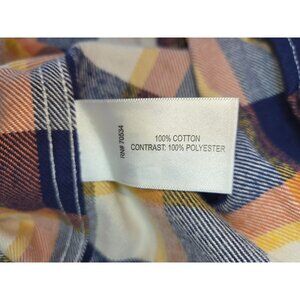 RN# 70534
100% COTTON
CONTRAST: 100% POLYESTER